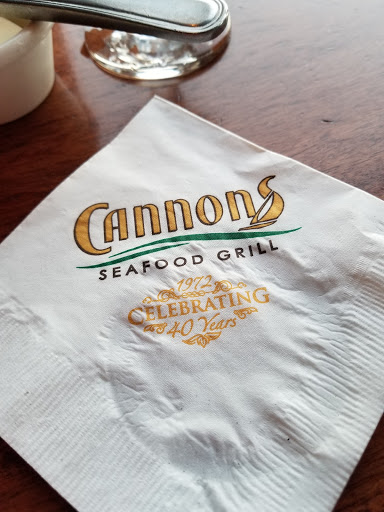 Cannons
SEAFOOD GRILL
1972
CELEBRATING
40 Years